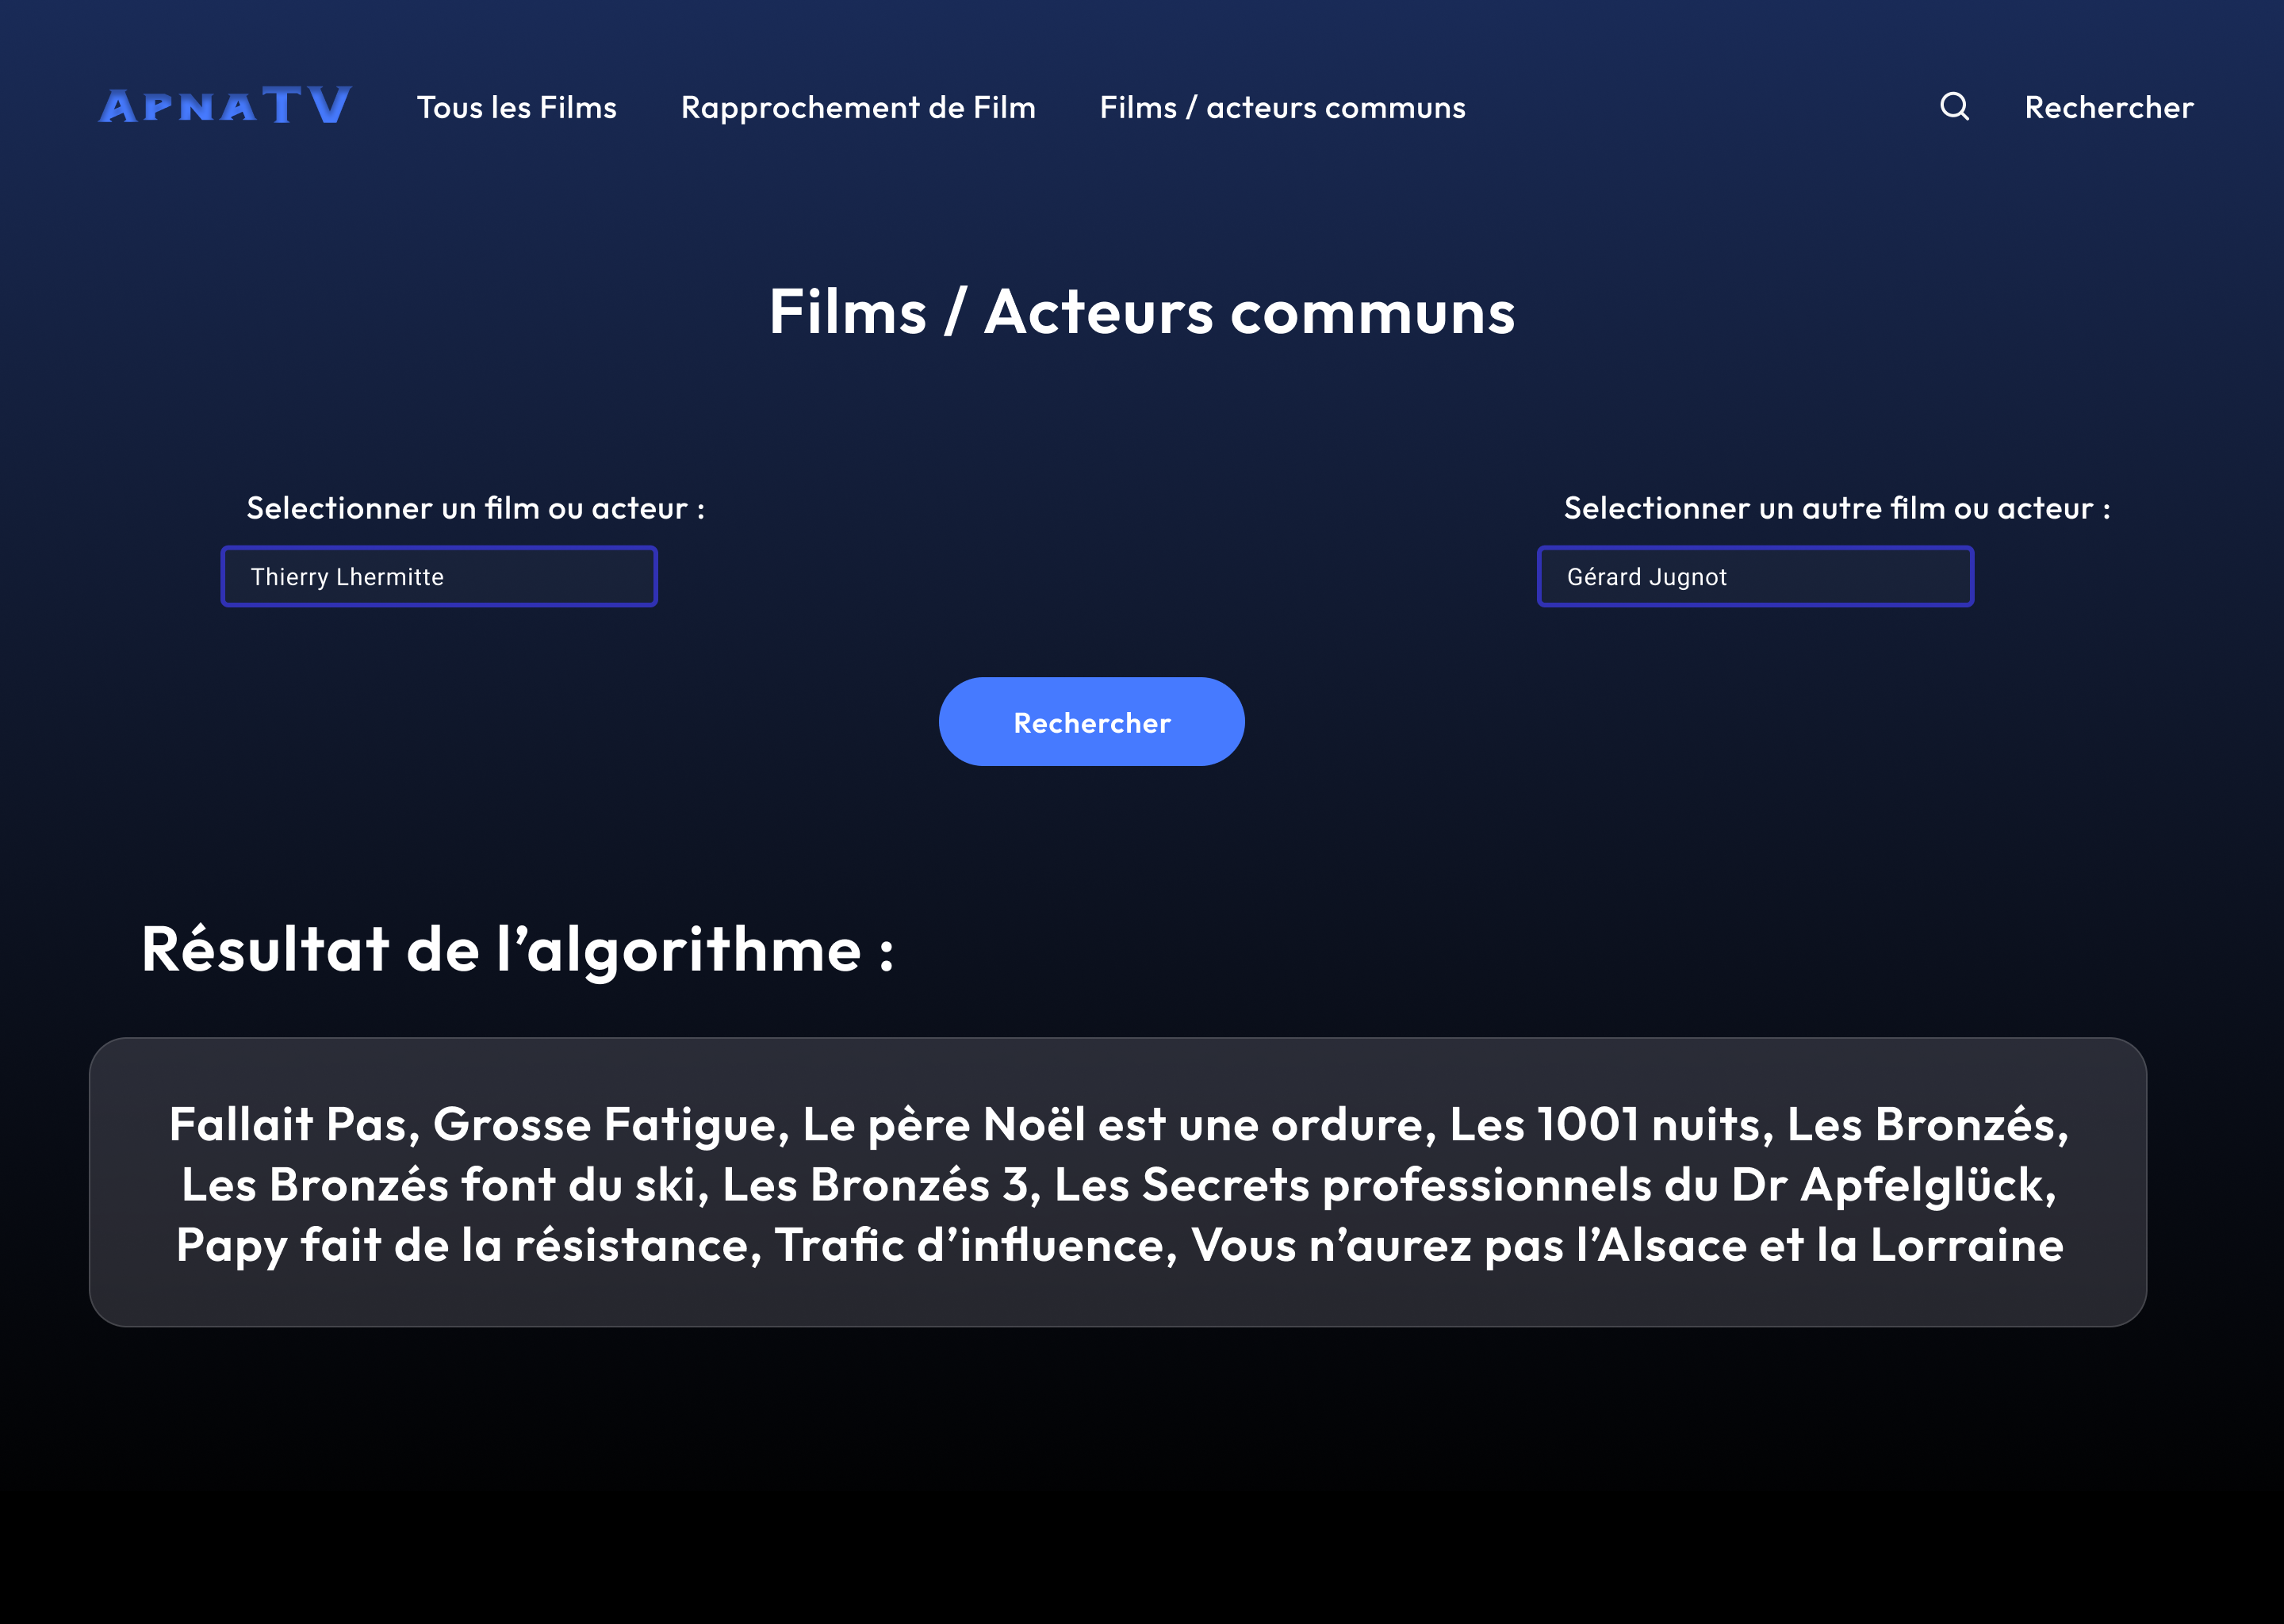 APNATV Tous les Films Rapprochement de Film Films / acteurs communs Rechercher
Films / Acteurs communs
Selectionner un film ou acteur : Selectionner un autre film ou acteur :
Thierry Lhermitte Gérard Jugnot
Rechercher
Résultat de l’algorithme :
Fallait Pas, Grosse Fatigue, Le père Noël est une ordure, Les 1001 nuits, Les Bronzés,
Les Bronzés font du ski, Les Bronzés 3, Les Secrets professionnels du Dr Apfelglück,
Papy fait de la résistance, Trafic d’influence, Vous n’aurez pas l’Alsace et la Lorraine